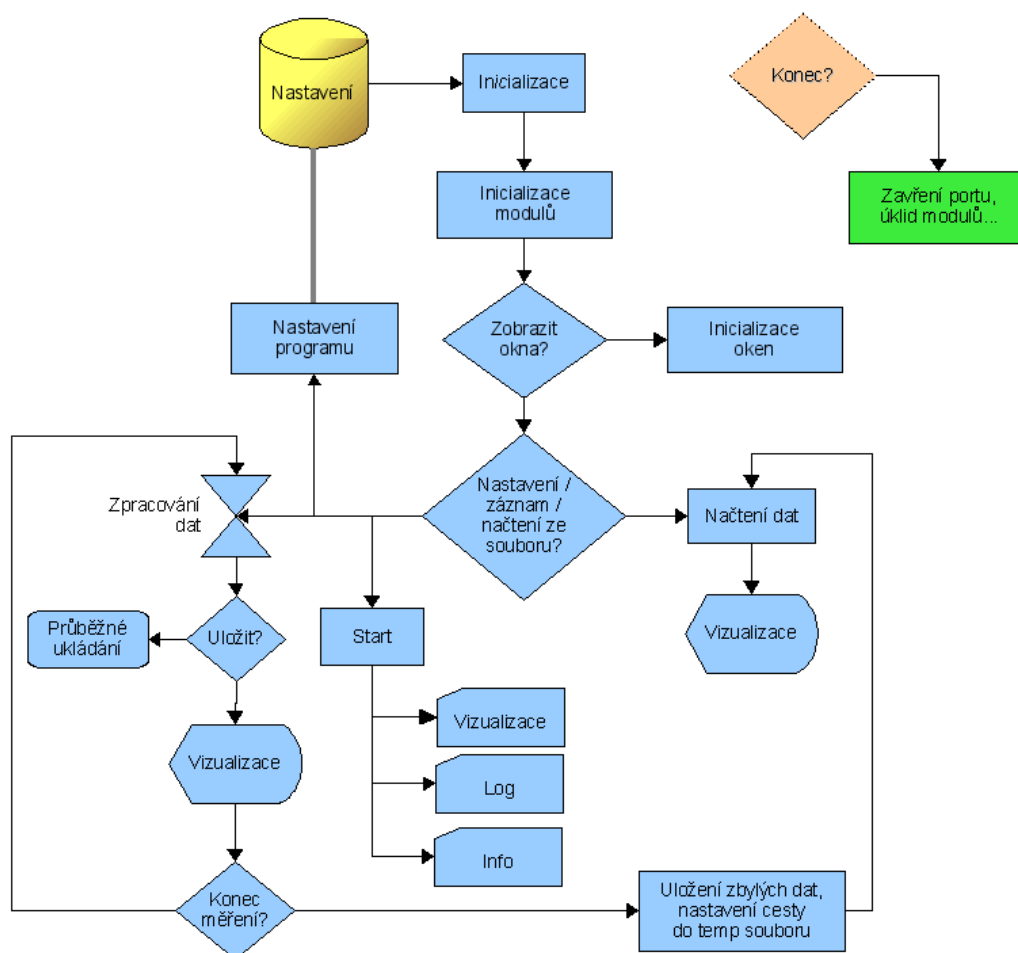 Nastavení
Inicializace
Konec?
Inicializace
modulů
Zavření portu,
úklid modulů...
Nastavení
programu
Zobrazit
okna?
Inicializace
oken
Zpracování
dat
Nastavení /
záznam /
načtení ze
souboru?
Načtení dat
Průběžné
ukládání
Uložit?
Start
Vizualizace
Vizualizace
Vizualizace
Log
Info
Konec
měření?
Uložení zbylých dat,
nastavení cesty
do temp souboru